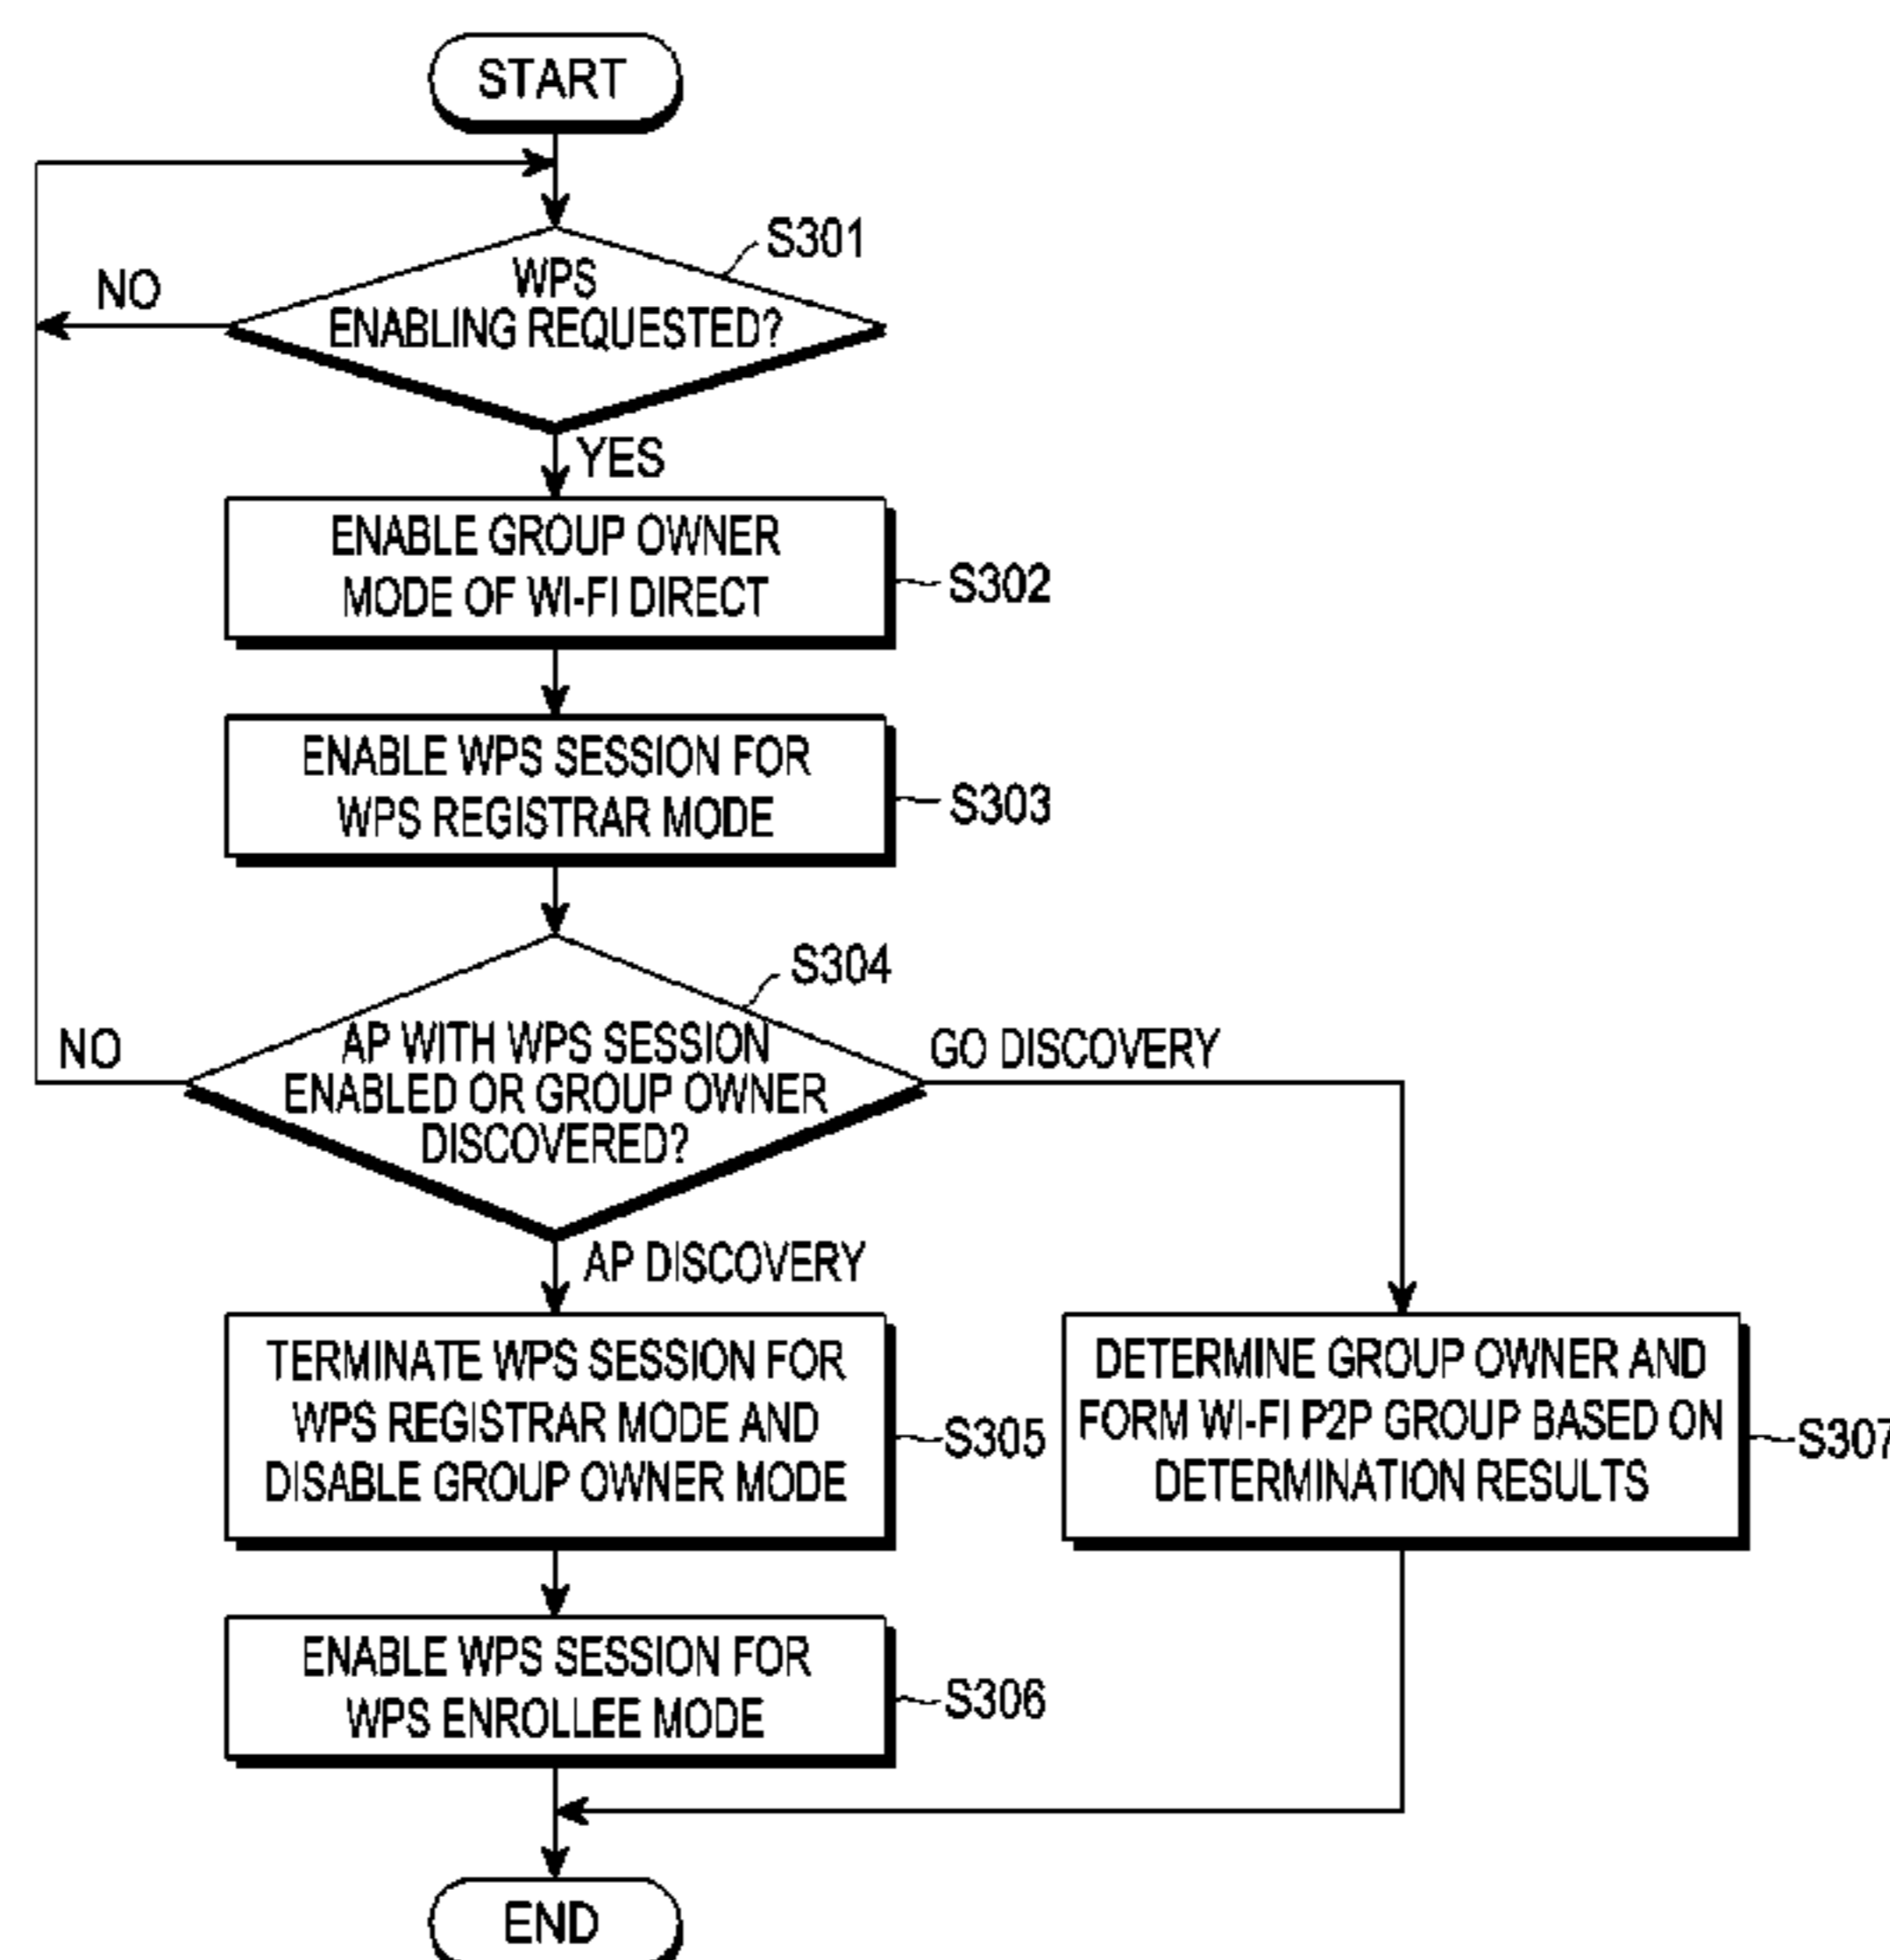 START
S301
WPS
ENABLING REQUESTED?
NO
YES
ENABLE GROUP OWNER
MODE OF WI-FI DIRECT
S302
ENABLE WPS SESSION FOR
WPS REGISTRAR MODE
S303
S304
AP WITH WPS SESSION
ENABLED OR GROUP OWNER
DISCOVERED?
NO
GO DISCOVERY
AP DISCOVERY
TERMINATE WPS SESSION FOR
WPS REGISTRAR MODE AND
DISABLE GROUP OWNER MODE
S305
DETERMINE GROUP OWNER AND
FORM WI-FI P2P GROUP BASED ON
DETERMINATION RESULTS
S307
ENABLE WPS SESSION FOR
WPS ENROLLEE MODE
S306
END